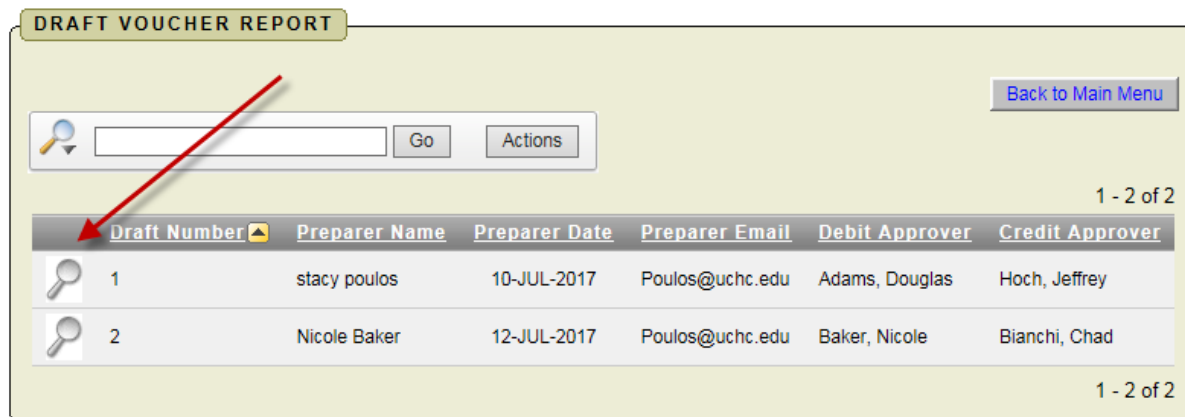 DRAFT VOUCHER REPORT
Back to Main Menu
Go Actions
1 - 2 of 2
Draft Number Preparer Name Preparer Date Preparer Email Debit Approver Credit Approver
1 stacy poulos 10-JUL-2017 Poulos@uchc.edu Adams, Douglas Hoch, Jeffrey
2 Nicole Baker 12-JUL-2017 Poulos@uchc.edu Baker, Nicole Bianchi, Chad
1 - 2 of 2